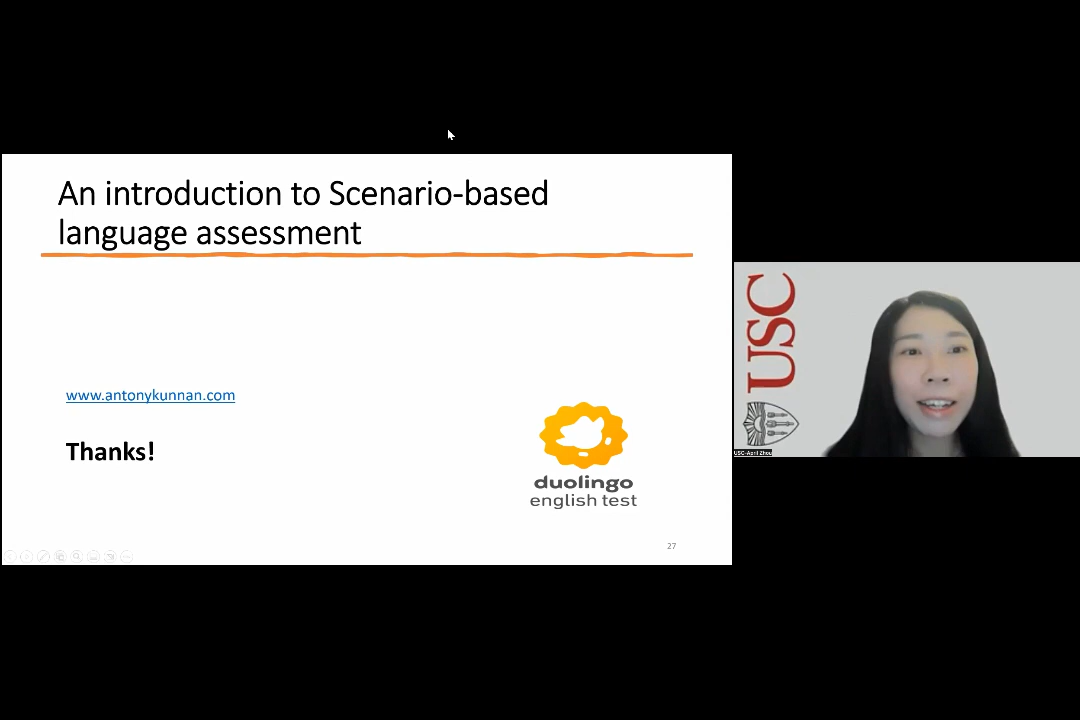 An introduction to Scenario-based
language assessment
www.antonykunnan.com
Thanks!
duolingo
english test
27
USC
USC-April Zhou